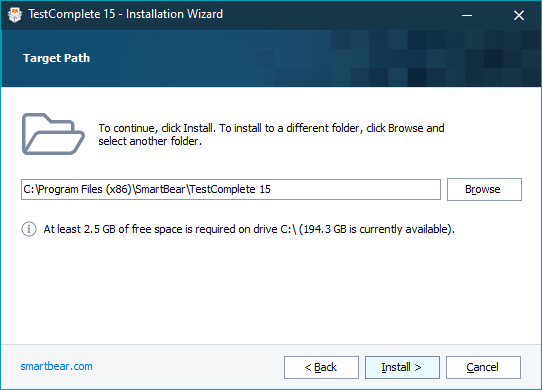 TestComplete 15 - Installation Wizard
Target Path
To continue, click Install. To install to a different folder, click Browse and
select another folder.
C:\Program Files (x86)\SmartBear\TestComplete 15
Browse
At least 2.5 GB of free space is required on drive C:\ (194.3 GB is currently available).
smartbear.com
< Back
Install >
Cancel